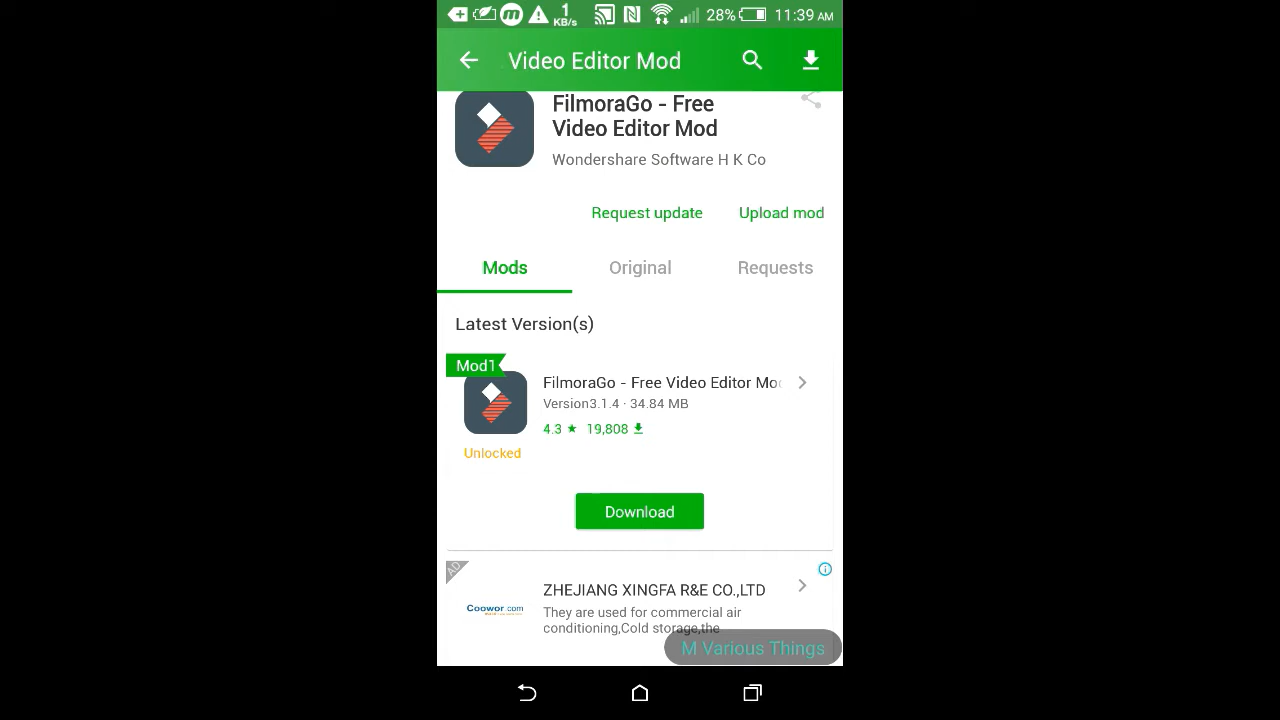 1
KB/s
28%
11:39 AM
Video Editor Mod
FilmoraGo - Free
Video Editor Mod
Wondershare Software H K Co
Request update
Upload mod
Mods
Original
Requests
Latest Version(s)
Mod1
FilmoraGo - Free Video Editor Mo
Version3.1.4 · 34.84 MB
4.3 ★ 19,808
Unlocked
Download
AD
ZHEJIANG XINGFA R&E CO.,LTD
Coowor.com
They are used for commercial air
conditioning,Cold storage,the
M Various Things